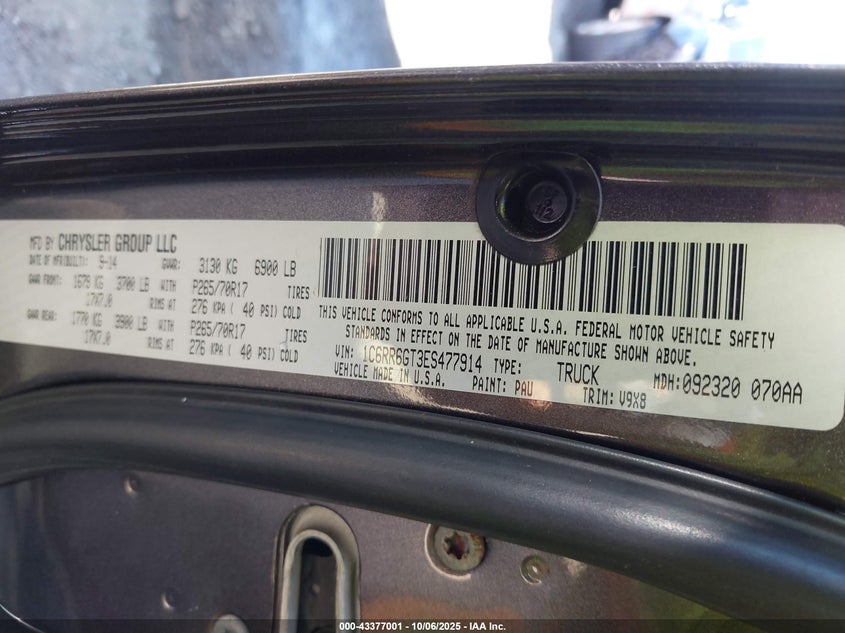 MFD BY CHRYSLER GROUP LLC
DATE OF MFR(BUILT): 9-14 GVWR: 3130 KG 6900 LB
GAWR FRONT: 1679 KG 3700 LB WITH P265/70R17 TIRES
17X7.0 RIMS AT 276 KPA ( 40 PSI) COLD
GAWR REAR: 1770 KG 3900 LB WITH P265/70R17 TIRES
17X7.0 RIMS AT 276 KPA ( 40 PSI) COLD
THIS VEHICLE CONFORMS TO ALL APPLICABLE U.S.A. FEDERAL MOTOR VEHICLE SAFETY
STANDARDS IN EFFECT ON THE DATE OF MANUFACTURE SHOWN ABOVE.
VIN: 1C6RR6GT3ES477914 TYPE: TRUCK MDH:092320 070AA
VEHICLE MADE IN U.S.A. PAINT: PAU TRIM: V9X8
000-43377001 - 10/06/2025 - IAA Inc.